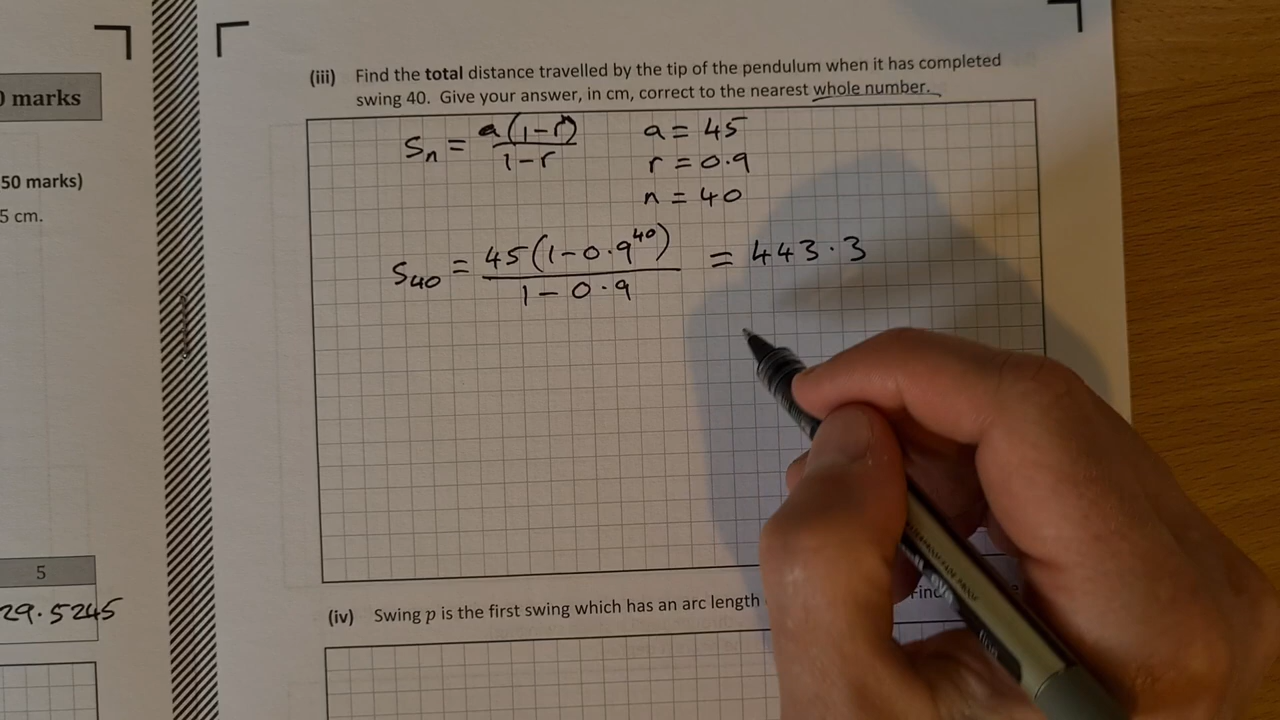 0 marks
50 marks)
5 cm.
5
29.5245
(iii) Find the total distance travelled by the tip of the pendulum when it has completed
swing 40. Give your answer, in cm, correct to the nearest whole number.
Sn = a(1-r)/1-r
a = 45
r = 0.9
n = 40
S40 = 45(1-0.9^40)/1-0.9 = 443.3
(iv) Swing p is the first swing which has an arc length